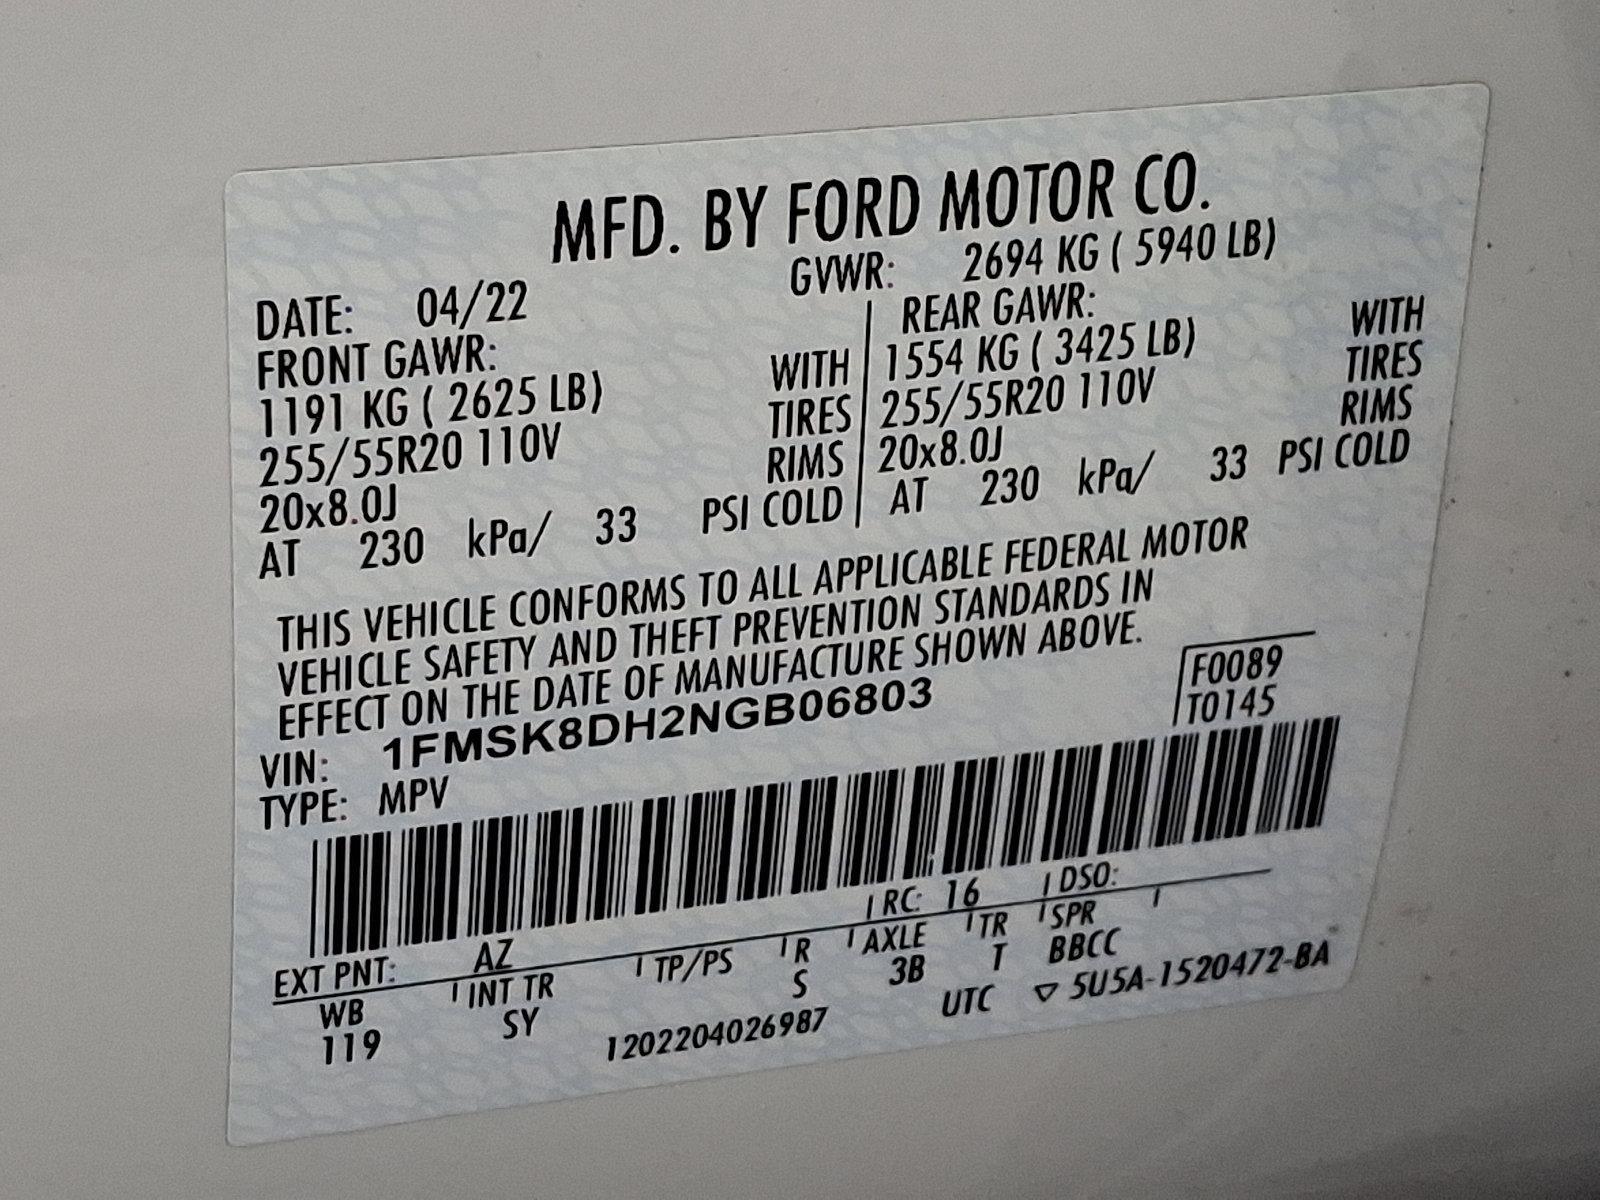 MFD. BY FORD MOTOR CO.
DATE: 04/22 GVWR: 2694 KG ( 5940 LB)
FRONT GAWR:
1191 KG ( 2625 LB) WITH
255/55R20 110V TIRES
20x8.0J RIMS
AT 230 kPa/ 33 PSI COLD
REAR GAWR:
1554 KG ( 3425 LB) WITH
255/55R20 110V TIRES
20x8.0J RIMS
AT 230 kPa/ 33 PSI COLD
THIS VEHICLE CONFORMS TO ALL APPLICABLE FEDERAL MOTOR
VEHICLE SAFETY AND THEFT PREVENTION STANDARDS IN
EFFECT ON THE DATE OF MANUFACTURE SHOWN ABOVE.
VIN: 1FMSK8DH2NGB06803
TYPE: MPV
F0089
T0145
EXT PNT: AZ RC: 16 DSO:
WB INT TR TP/PS R AXLE TR SPR
119 SY S 3B T BBCC
1202204026987 UTC ▽ 5U5A-1520472-BA